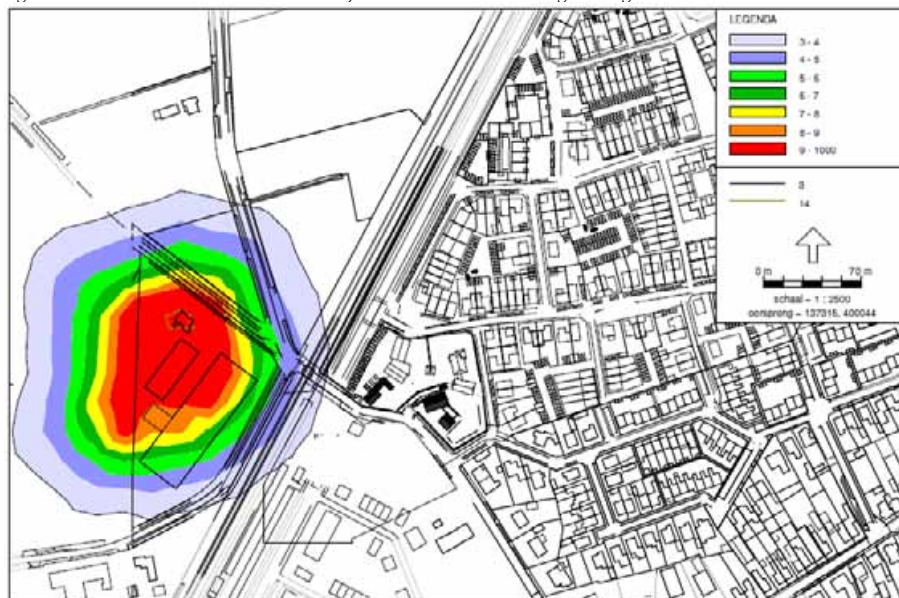 LEGENDA
3 - 4
4 - 5
5 - 6
6 - 7
7 - 8
8 - 9
9 - 1000
3
14
0 m 70 m
schaal = 1 : 2500
oorsprong = 137315, 400044